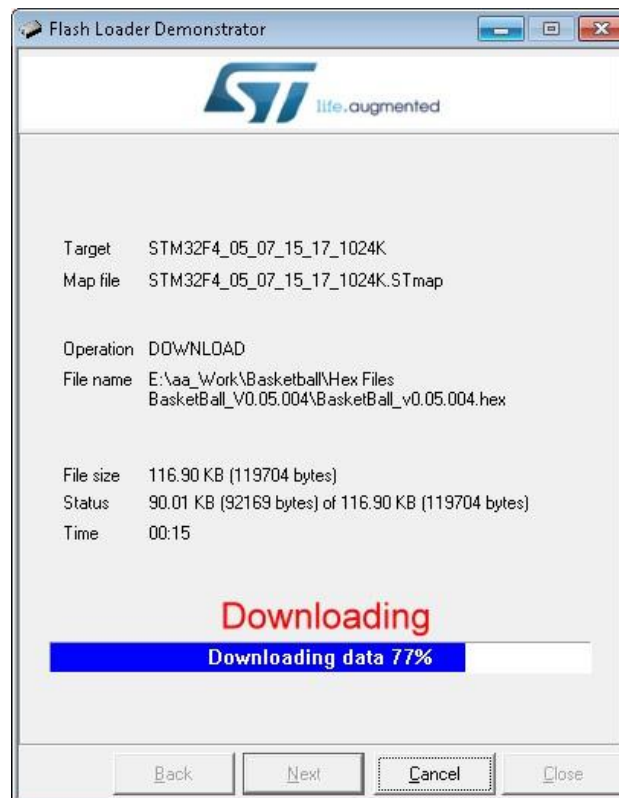 Flash Loader Demonstrator
ST life.augmented
Target STM32F4_05_07_15_17_1024K
Map file STM32F4_05_07_15_17_1024K.STmap
Operation DOWNLOAD
File name E:\aa_Work\Basketball\Hex Files
BasketBall_V0.05.004\BasketBall_v0.05.004.hex
File size 116.90 KB (119704 bytes)
Status 90.01 KB (92169 bytes) of 116.90 KB (119704 bytes)
Time 00:15
Downloading
Downloading data 77%
Back Next Cancel Close